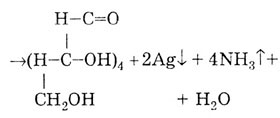 H–C=O
→(H–C–OH)₄ + 2Ag↓ + 4NH₃↑ +
CH₂OH + H₂O